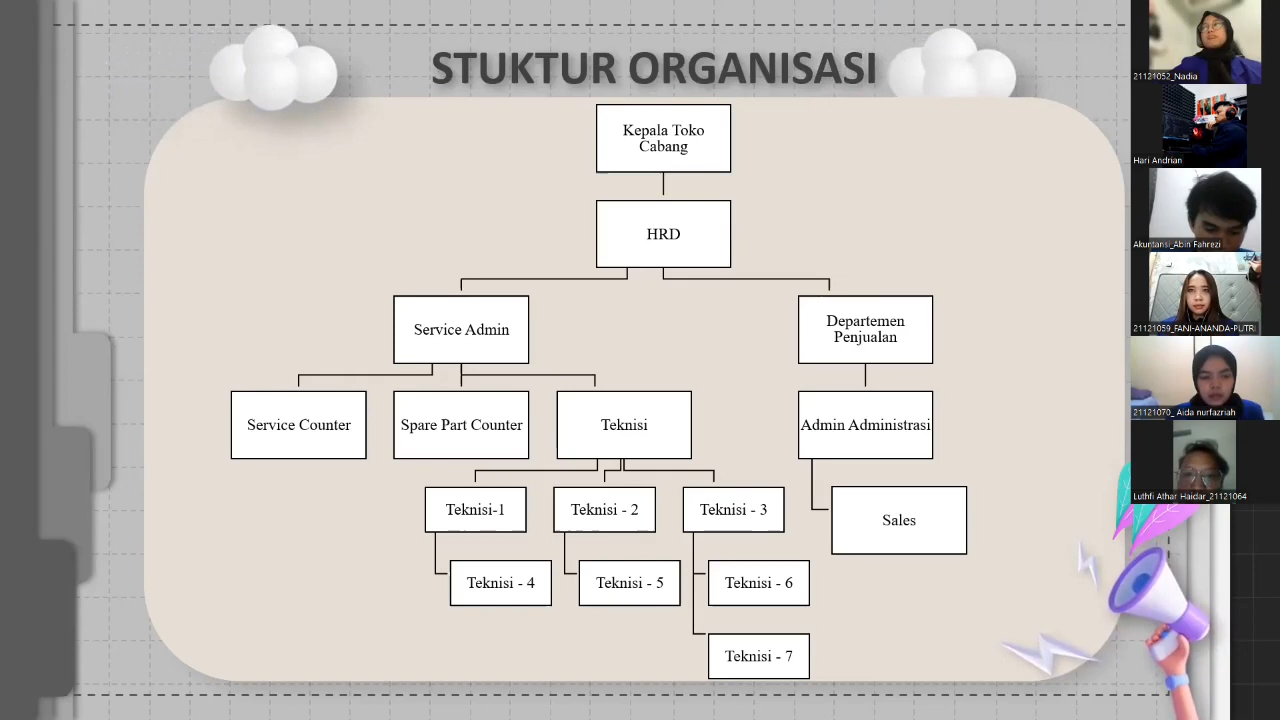 STUKTUR ORGANISASI
Kepala Toko
Cabang
HRD
Service Admin
Departemen
Penjualan
Service Counter
Spare Part Counter
Teknisi
Admin Administrasi
Teknisi-1
Teknisi - 2
Teknisi - 3
Sales
Teknisi - 4
Teknisi - 5
Teknisi - 6
Teknisi - 7
21121052_Nadia
Hari Andrian
Akuntansi_Abin Fahrezi
21121059_FANI-ANANDA-PUTRI
21121070_ Aida nurfazriah
Luthfi Athar Haidar_21121064